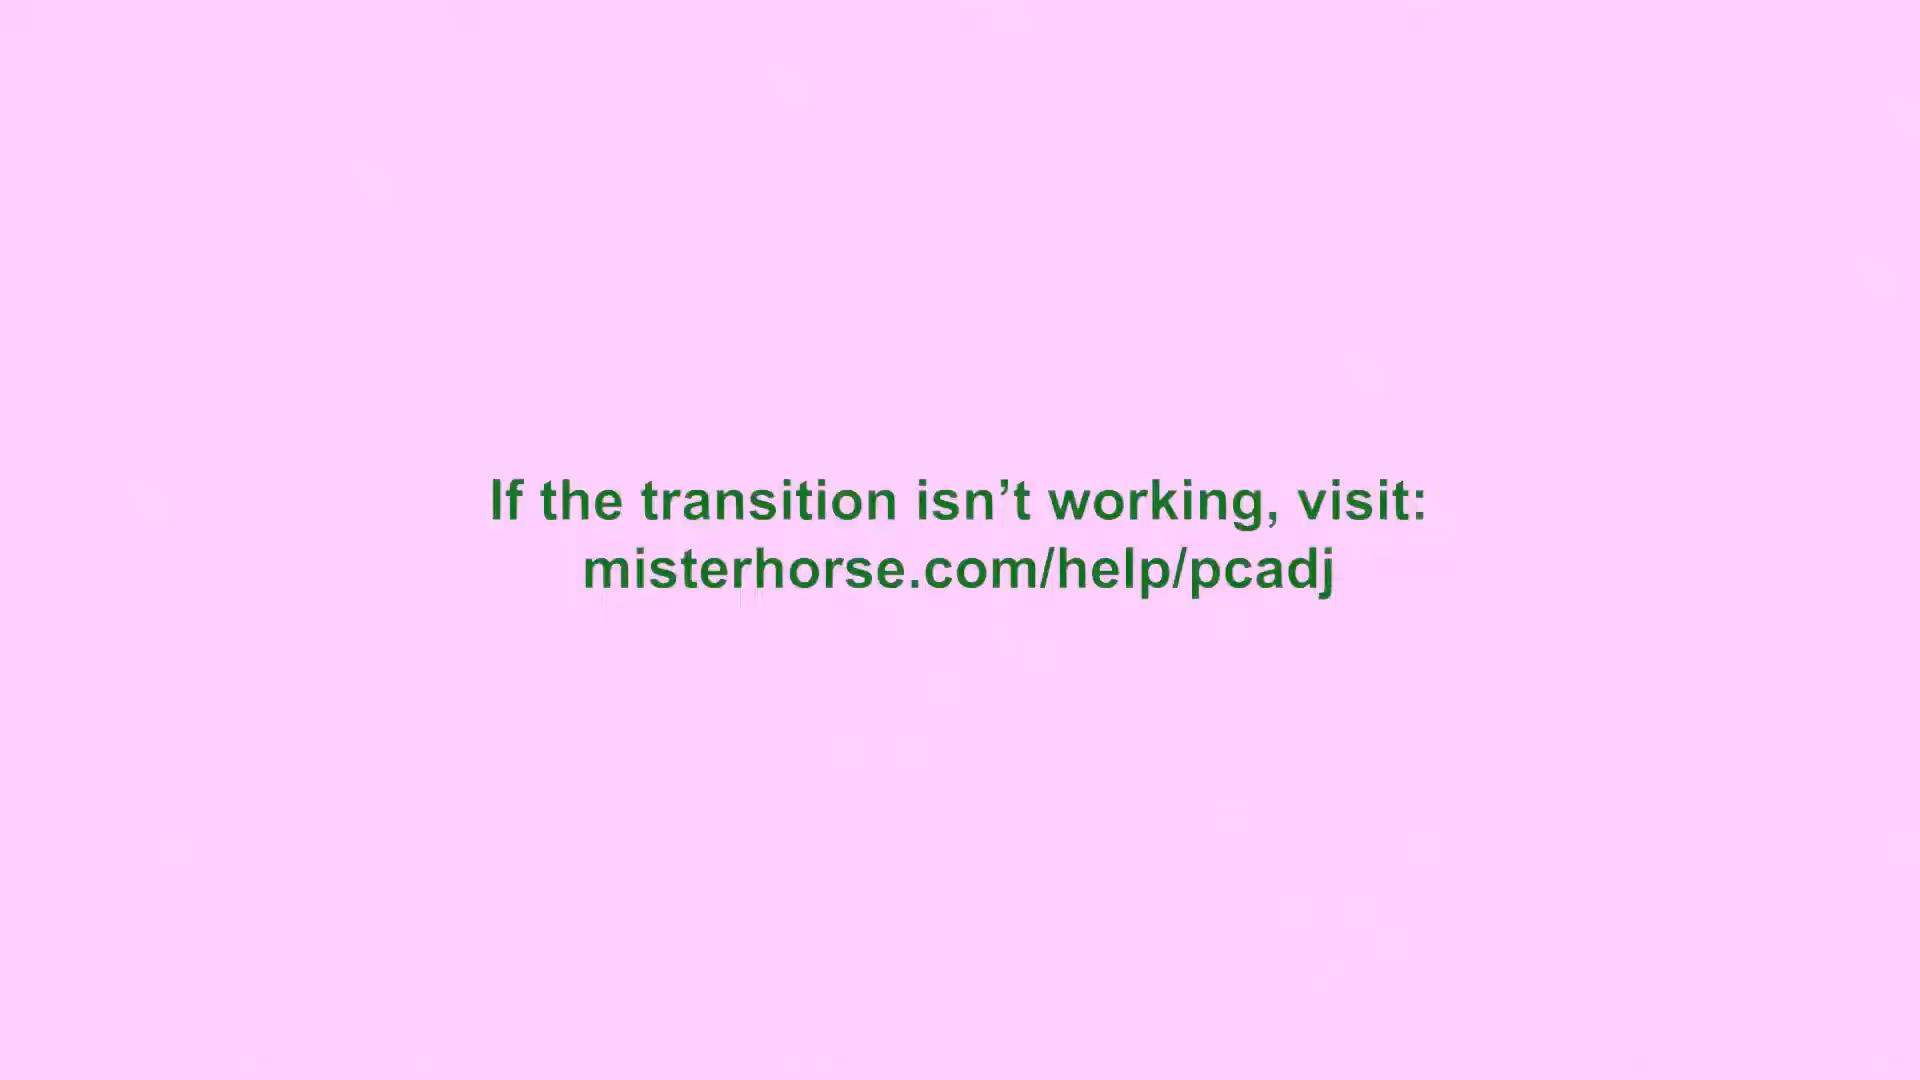 If the transition isn’t working, visit:
misterhorse.com/help/pcadj